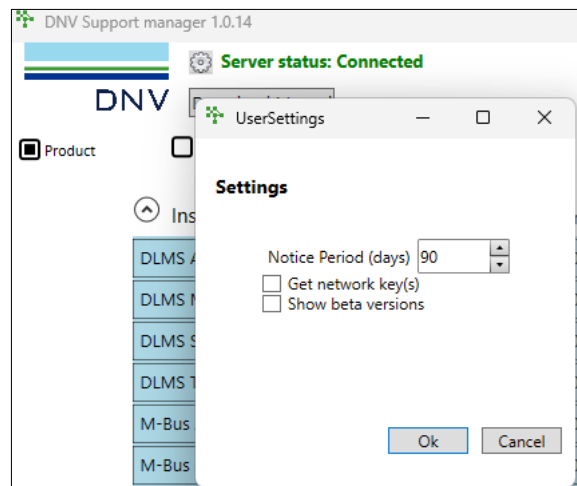 DNV Support manager 1.0.14
Server status: Connected
DNV
UserSettings
Product
Settings
Notice Period (days) 90
Get network key(s)
Show beta versions
DLMS
DLMS
DLMS
DLMS
M-Bus
M-Bus
Ok Cancel